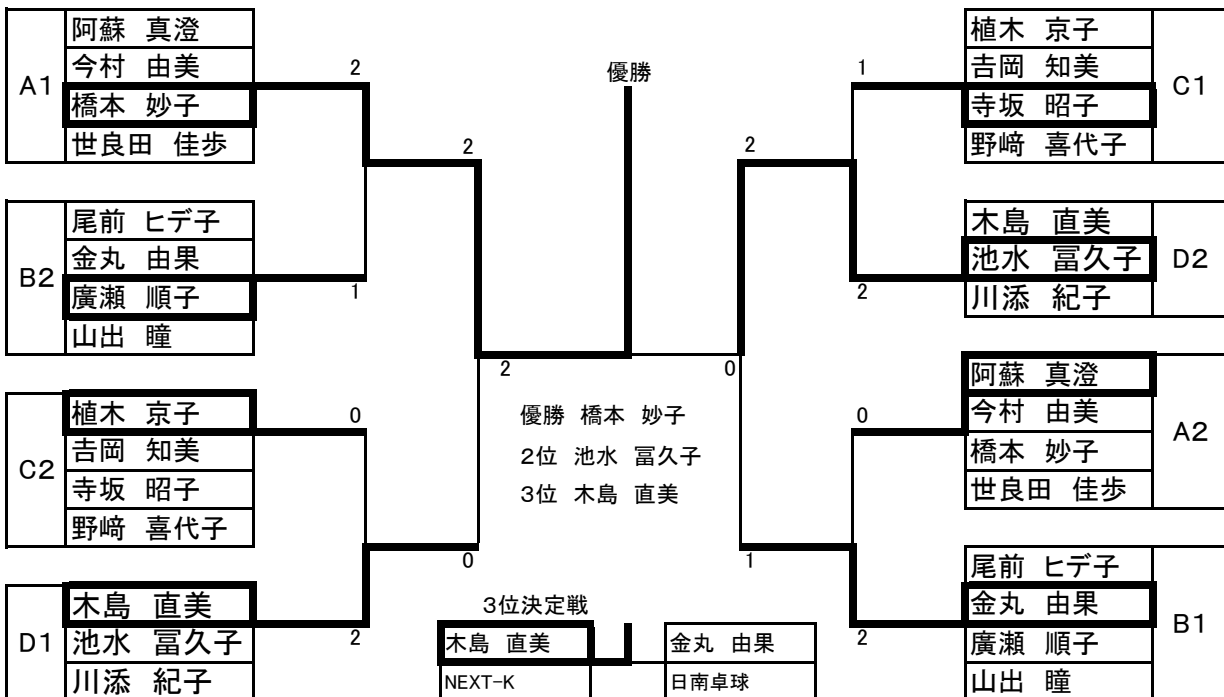 A1
阿蘇 真澄
今村 由美
橋本 妙子
世良田 佳歩
2
B2
尾前 ヒデ子
金丸 由果
廣瀬 順子
山出 瞳
1
2
C2
植木 京子
吉岡 知美
寺坂 昭子
野﨑 喜代子
0
D1
木島 直美
池水 冨久子
川添 紀子
2
0
優勝
2
0
優勝 橋本 妙子
2位 池水 冨久子
3位 木島 直美
3位決定戦
木島 直美
金丸 由果
NEXT-K
日南卓球
植木 京子
吉岡 知美
寺坂 昭子
野﨑 喜代子
C1
1
2
木島 直美
池水 冨久子
川添 紀子
D2
2
阿蘇 真澄
今村 由美
橋本 妙子
世良田 佳歩
A2
0
1
尾前 ヒデ子
金丸 由果
廣瀬 順子
山出 瞳
B1
2